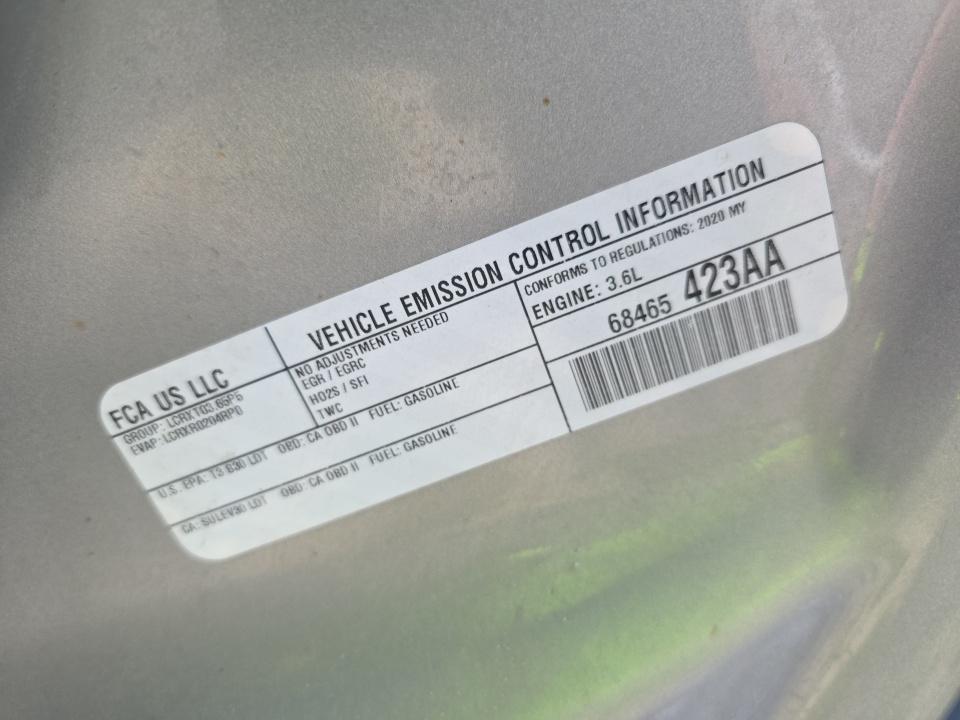 VEHICLE EMISSION CONTROL INFORMATION
FCA US LLC
GROUP: LCRXT03.65P5
EVAP: LCRXR0204RP0
NO ADJUSTMENTS NEEDED
EGR / EGRC
HO2S / SFI
TWC
CONFORMS TO REGULATIONS: 2020 MY
ENGINE: 3.6L
68465 423AA
U.S. EPA: T3 B30 LDT OBD: CA OBD II FUEL: GASOLINE
CA: SULEV30 LDT OBD: CA OBD II FUEL: GASOLINE